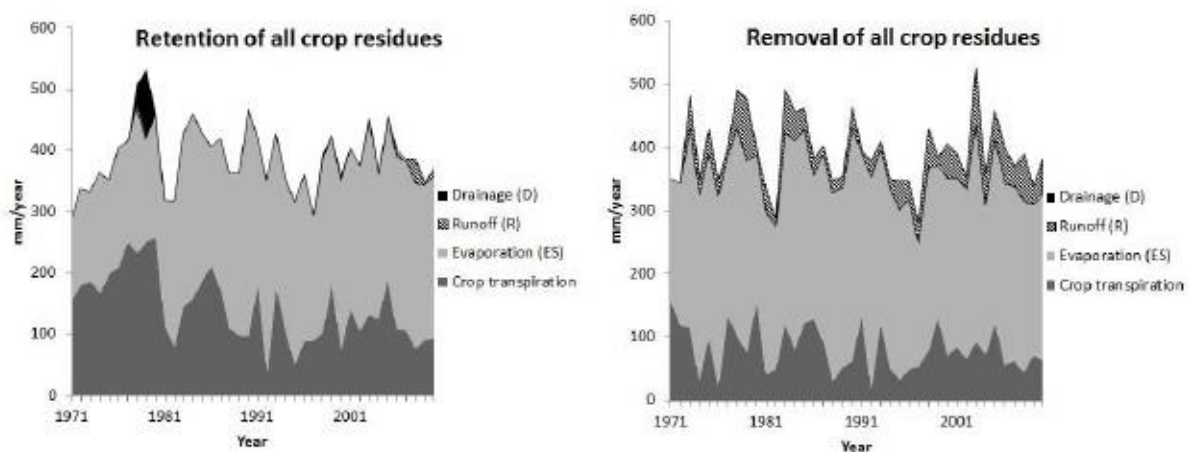 Retention of all crop residues
600
500
400
300
200
100
0
mm/year
1971
1981
1991
2001
Year
Drainage (D)
Runoff (R)
Evaporation (ES)
Crop transpiration
Removal of all crop residues
600
500
400
300
200
100
0
mm/year
1971
1981
1991
2001
Year
Drainage (D)
Runoff (R)
Evaporation (ES)
Crop transpiration